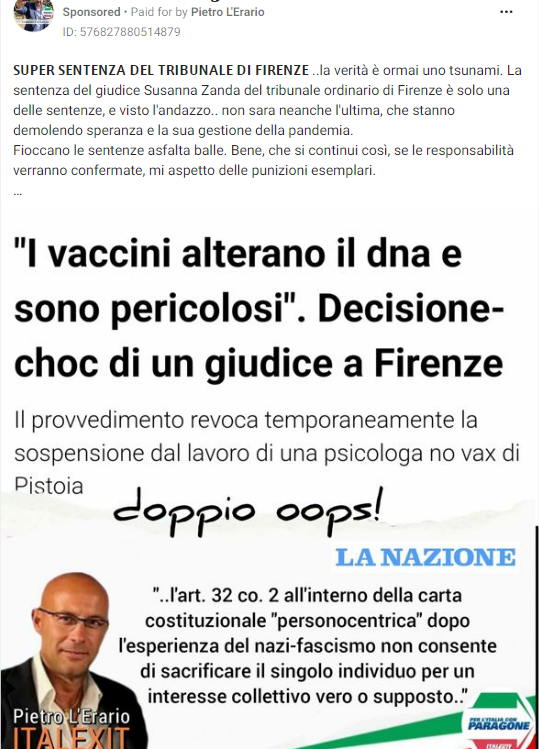 Sponsored • Paid for by Pietro L'Erario
ID: 576827880514879
SUPER SENTENZA DEL TRIBUNALE DI FIRENZE ..la verità è ormai uno tsunami. La
sentenza del giudice Susanna Zanda del tribunale ordinario di Firenze è solo una
delle sentenze, e visto l'andazzo.. non sara neanche l'ultima, che stanno
demolendo speranza e la sua gestione della pandemia.
Fioccano le sentenze asfalta balle. Bene, che si continui così, se le responsabilità
verranno confermate, mi aspetto delle punizioni esemplari.
...
"I vaccini alterano il dna e
sono pericolosi". Decisione-
choc di un giudice a Firenze
Il provvedimento revoca temporaneamente la
sospensione dal lavoro di una psicologa no vax di
Pistoia
doppio oops!
LA NAZIONE
"..l'art. 32 co. 2 all'interno della carta
costituzionale "personocentrica" dopo
l'esperienza del nazi-fascismo non consente
di sacrificare il singolo individuo per un
interesse collettivo vero o supposto.."
Pietro L'Erario
ITALEXIT
PER L'ITALIA CON
PARAGONE
ITALEXIT